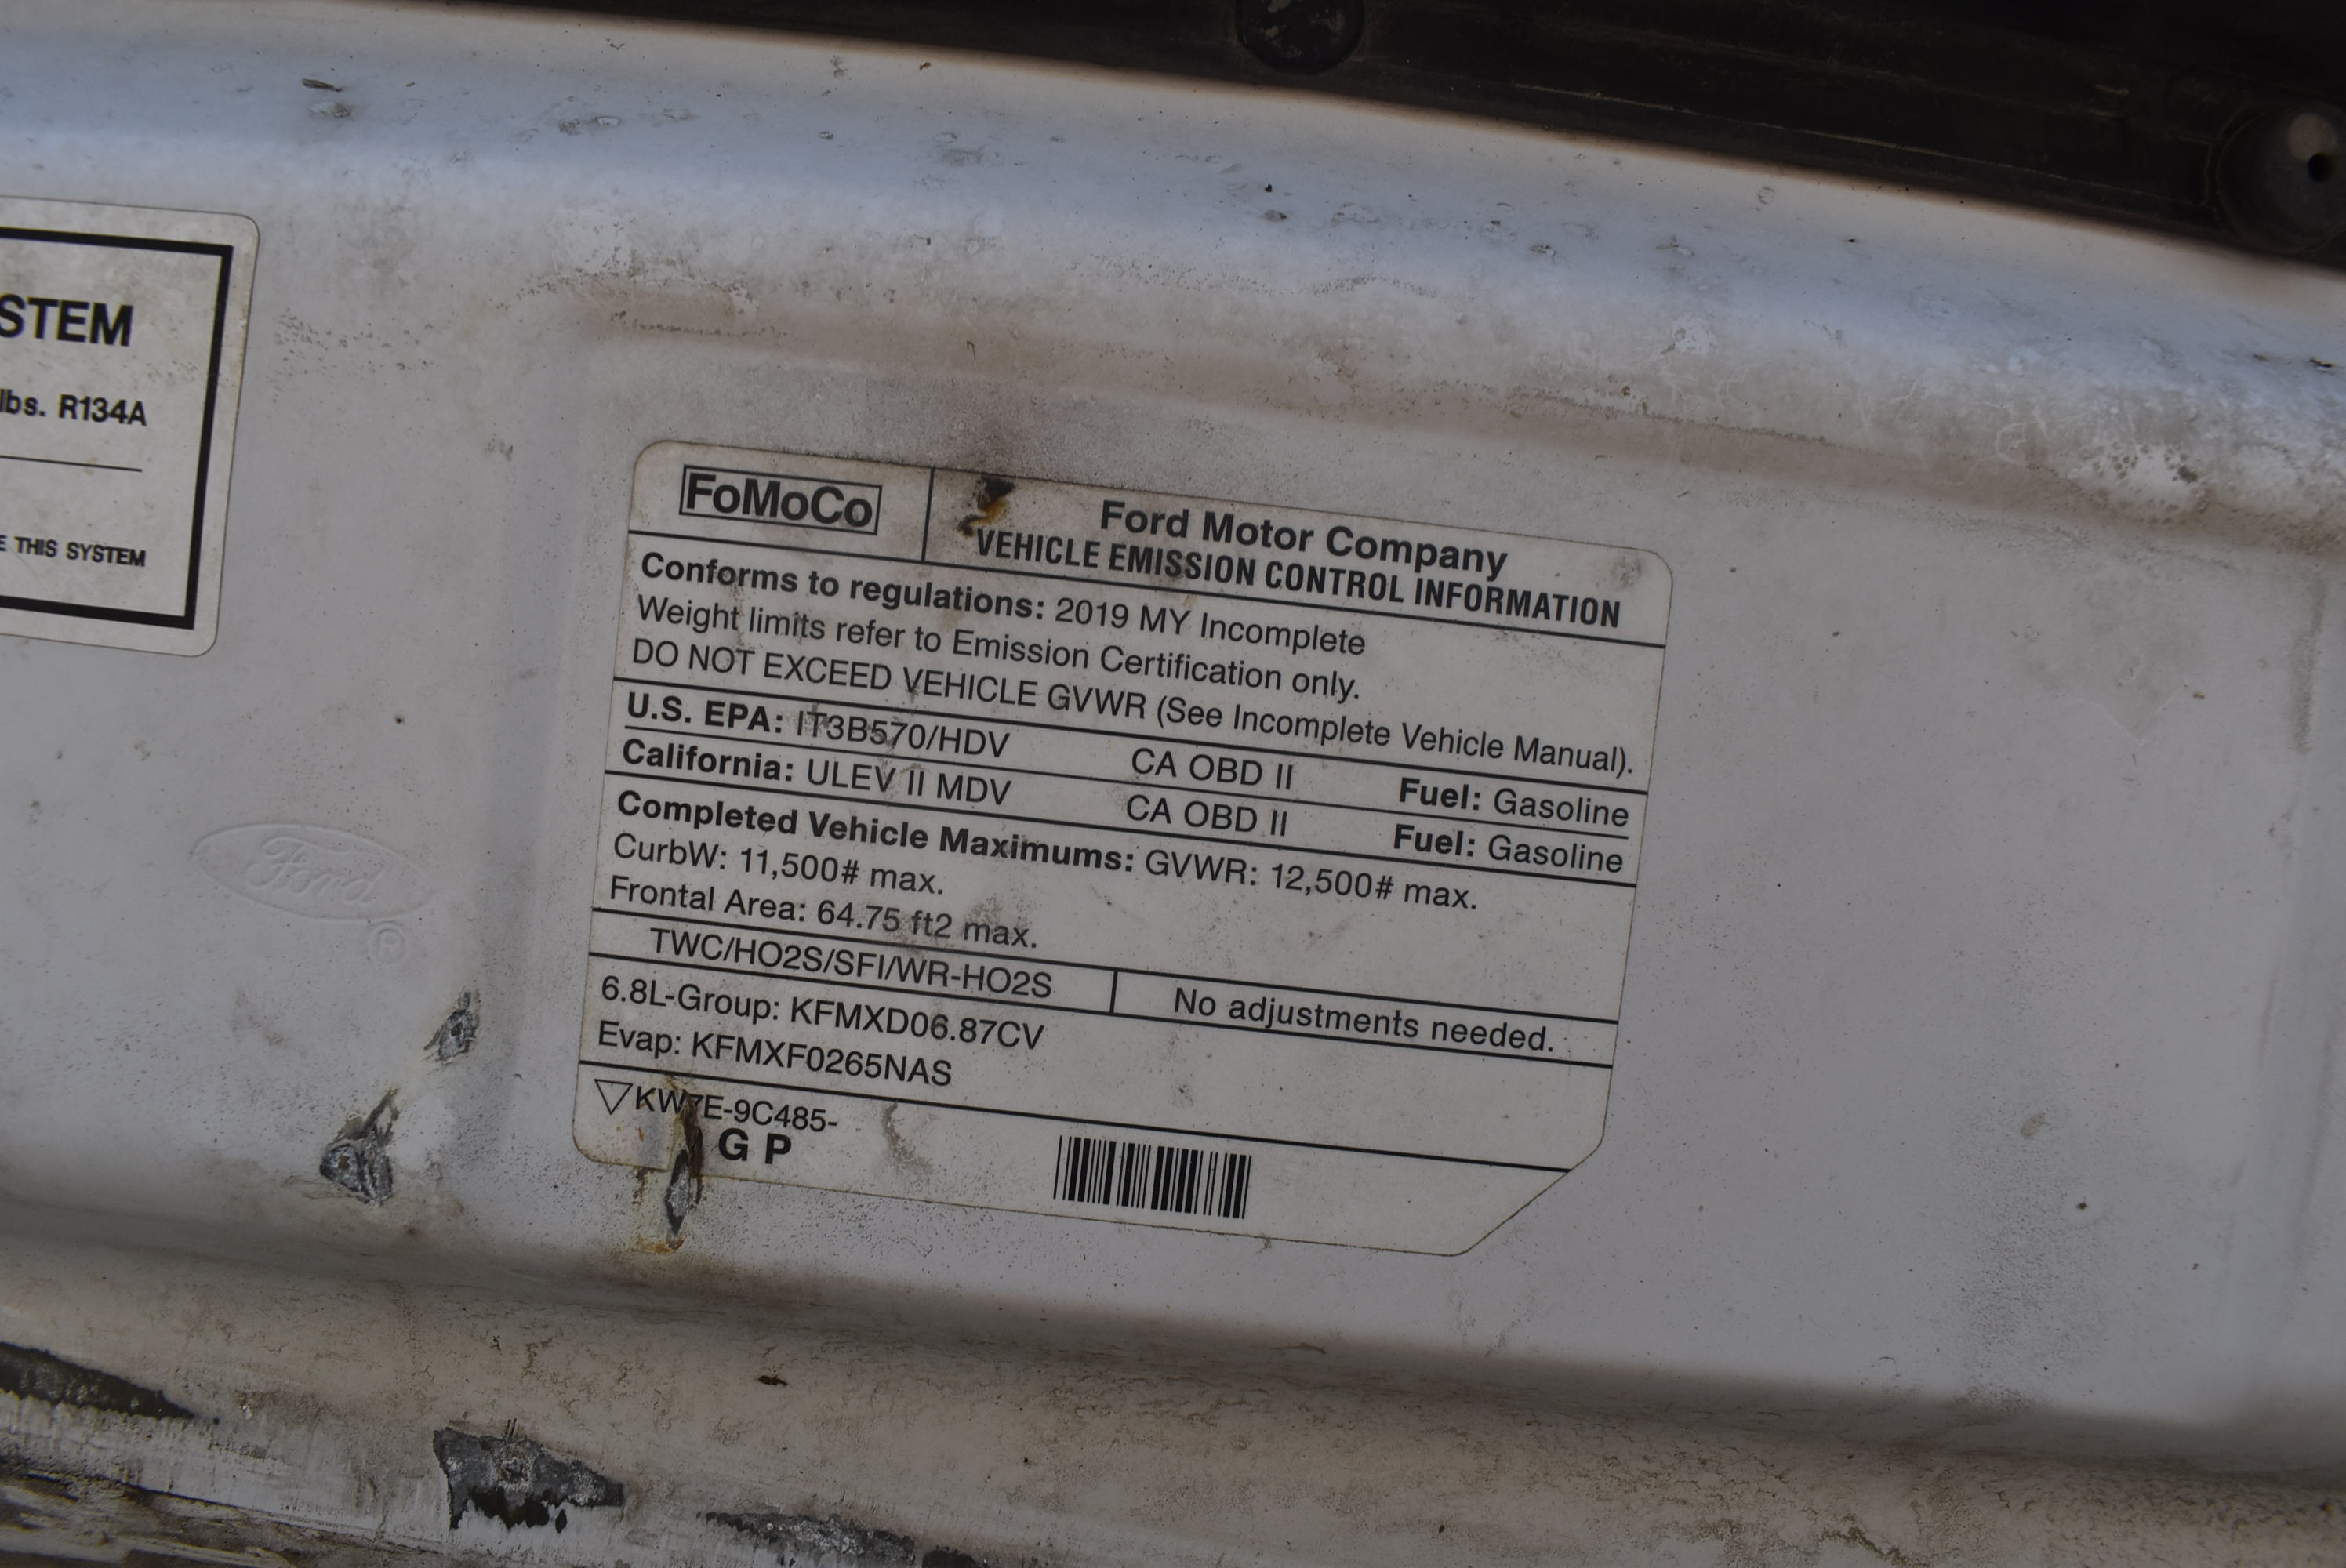 STEM
lbs. R134A
E THIS SYSTEM
FoMoCo
Ford Motor Company
VEHICLE EMISSION CONTROL INFORMATION
Conforms to regulations: 2019 MY Incomplete
Weight limits refer to Emission Certification only.
DO NOT EXCEED VEHICLE GVWR (See Incomplete Vehicle Manual).
U.S. EPA: IT3B570/HDV CA OBD II Fuel: Gasoline
California: ULEV II MDV CA OBD II Fuel: Gasoline
Completed Vehicle Maximums: GVWR: 12,500# max.
CurbW: 11,500# max.
Frontal Area: 64.75 ft2 max.
TWC/HO2S/SFI/WR-HO2S No adjustments needed.
6.8L-Group: KFMXD06.87CV
Evap: KFMXF0265NAS
KW7E-9C485-
G P
Ford ®